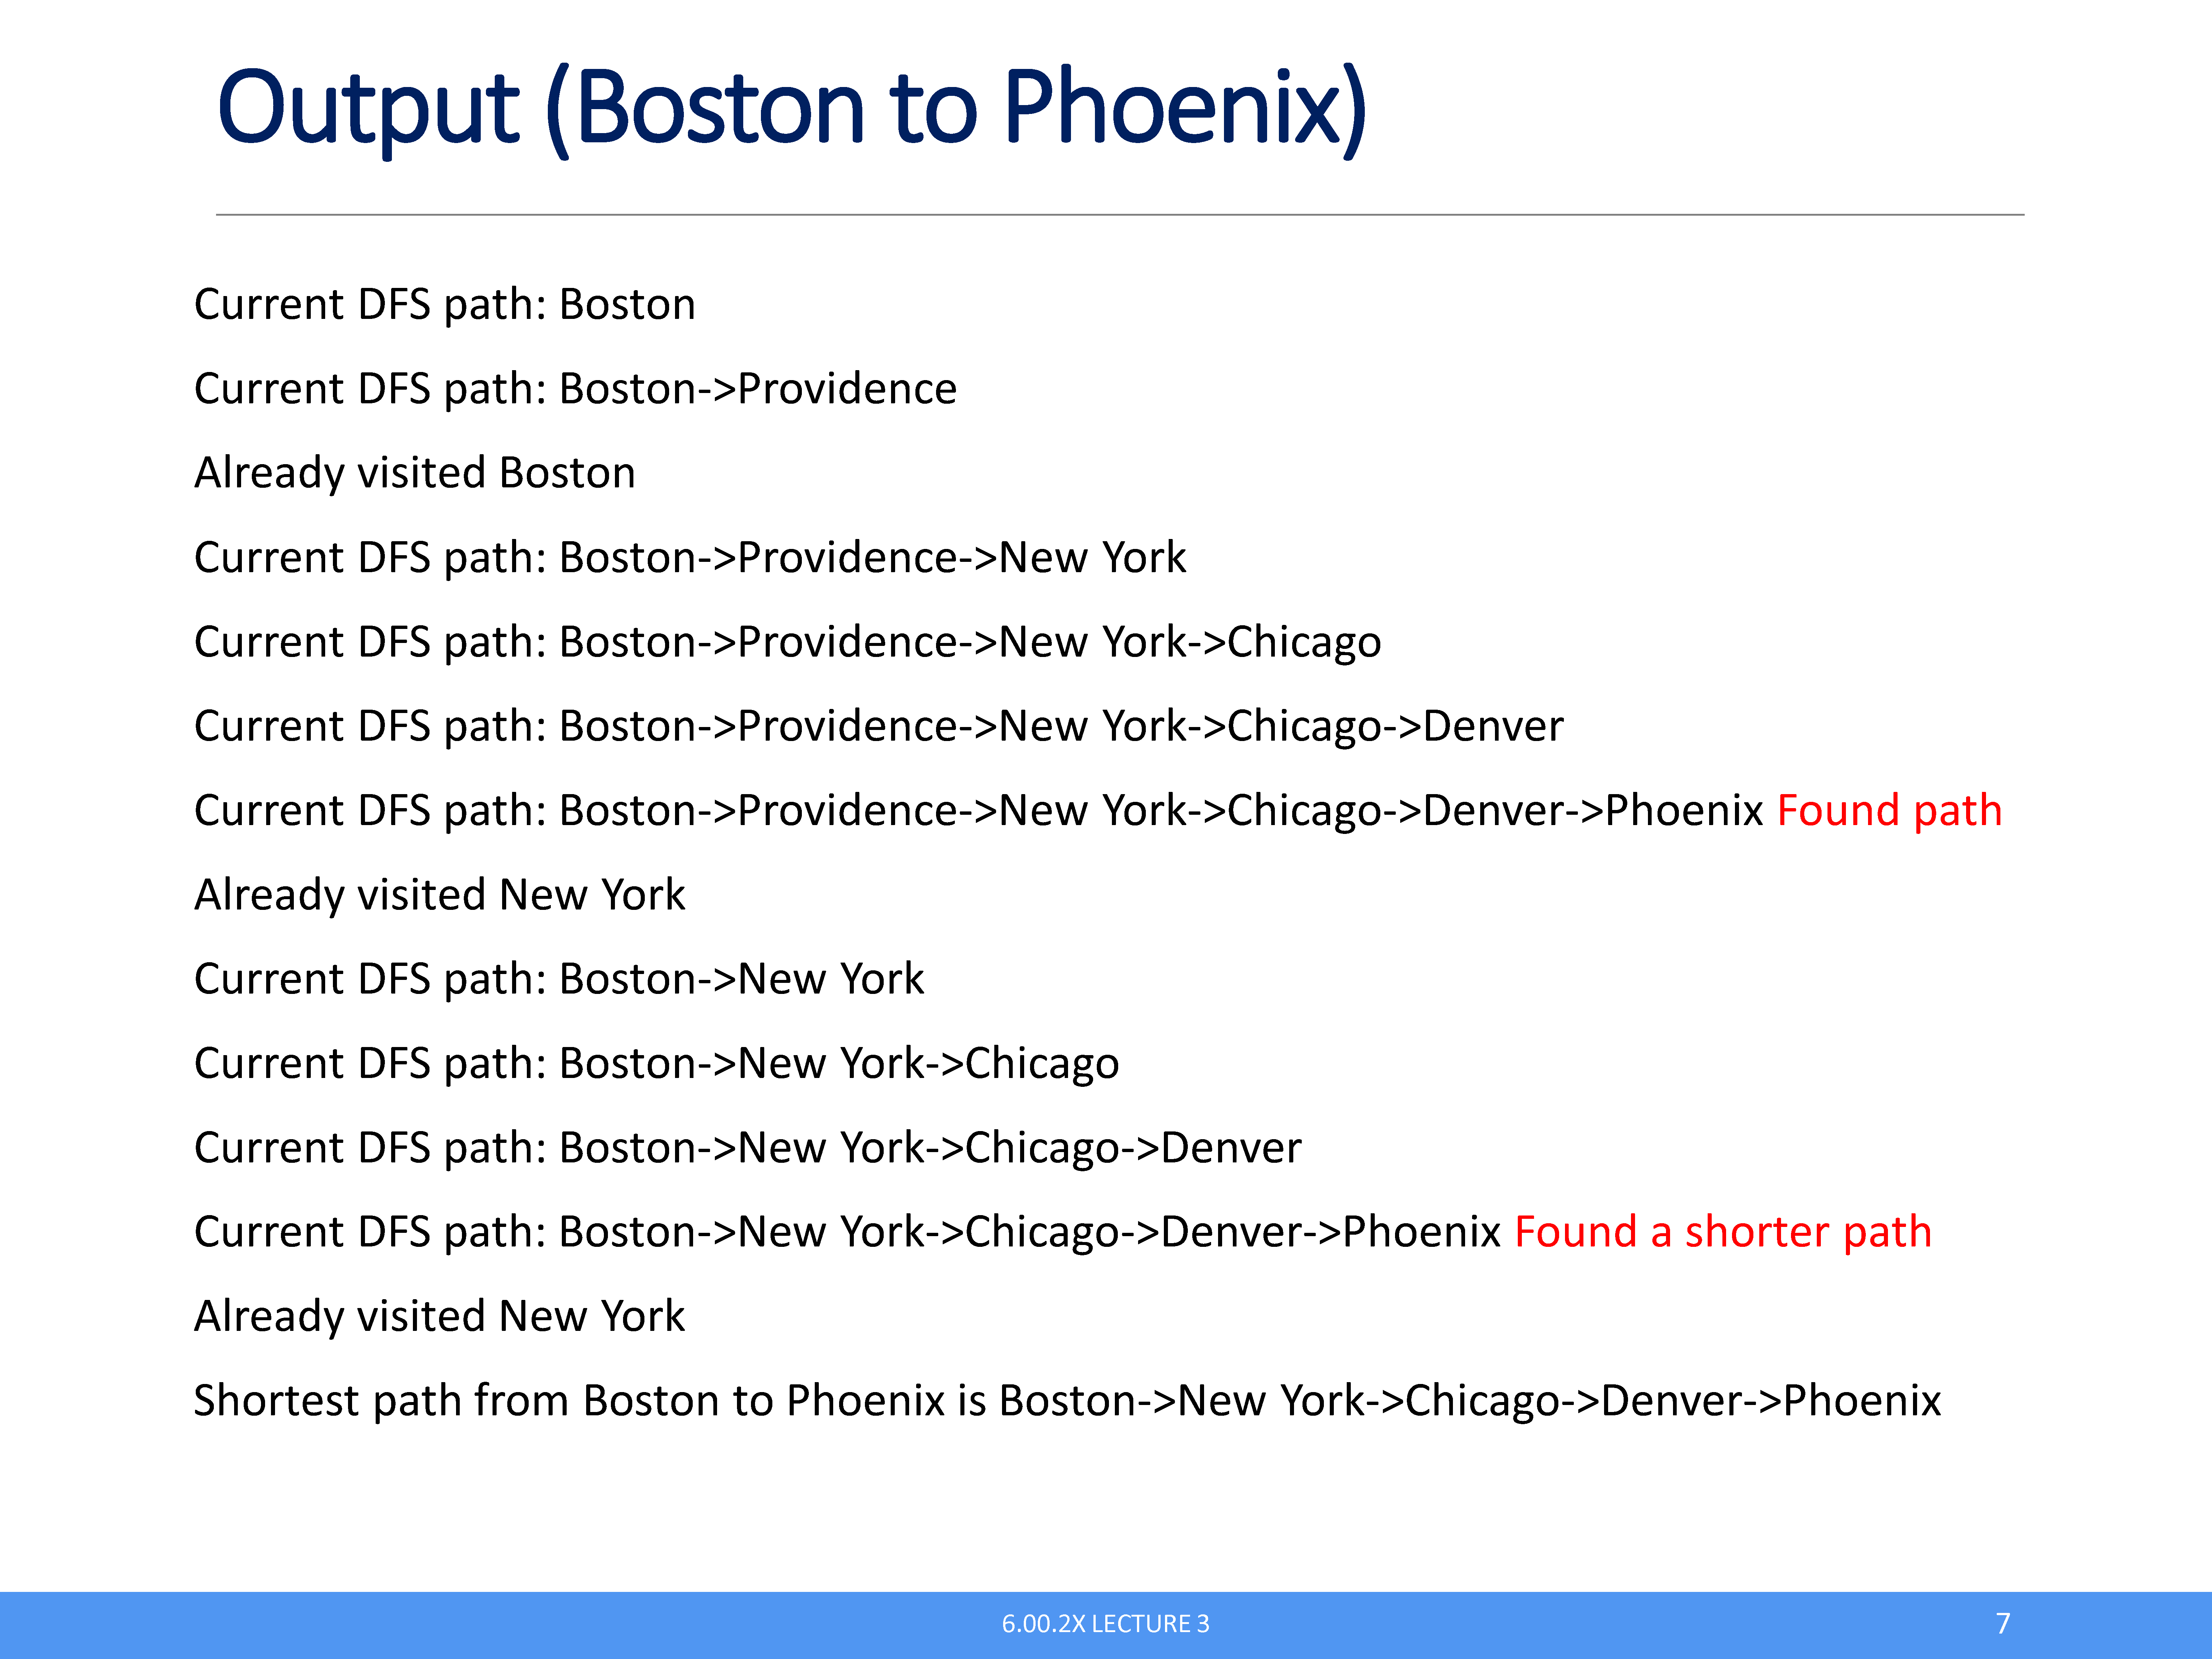 Output (Boston to Phoenix)
Current DFS path: Boston
Current DFS path: Boston->Providence
Already visited Boston
Current DFS path: Boston->Providence->New York
Current DFS path: Boston->Providence->New York->Chicago
Current DFS path: Boston->Providence->New York->Chicago->Denver
Current DFS path: Boston->Providence->New York->Chicago->Denver->Phoenix Found path
Already visited New York
Current DFS path: Boston->New York
Current DFS path: Boston->New York->Chicago
Current DFS path: Boston->New York->Chicago->Denver
Current DFS path: Boston->New York->Chicago->Denver->Phoenix Found a shorter path
Already visited New York
Shortest path from Boston to Phoenix is Boston->New York->Chicago->Denver->Phoenix
6.00.2X LECTURE 3
7